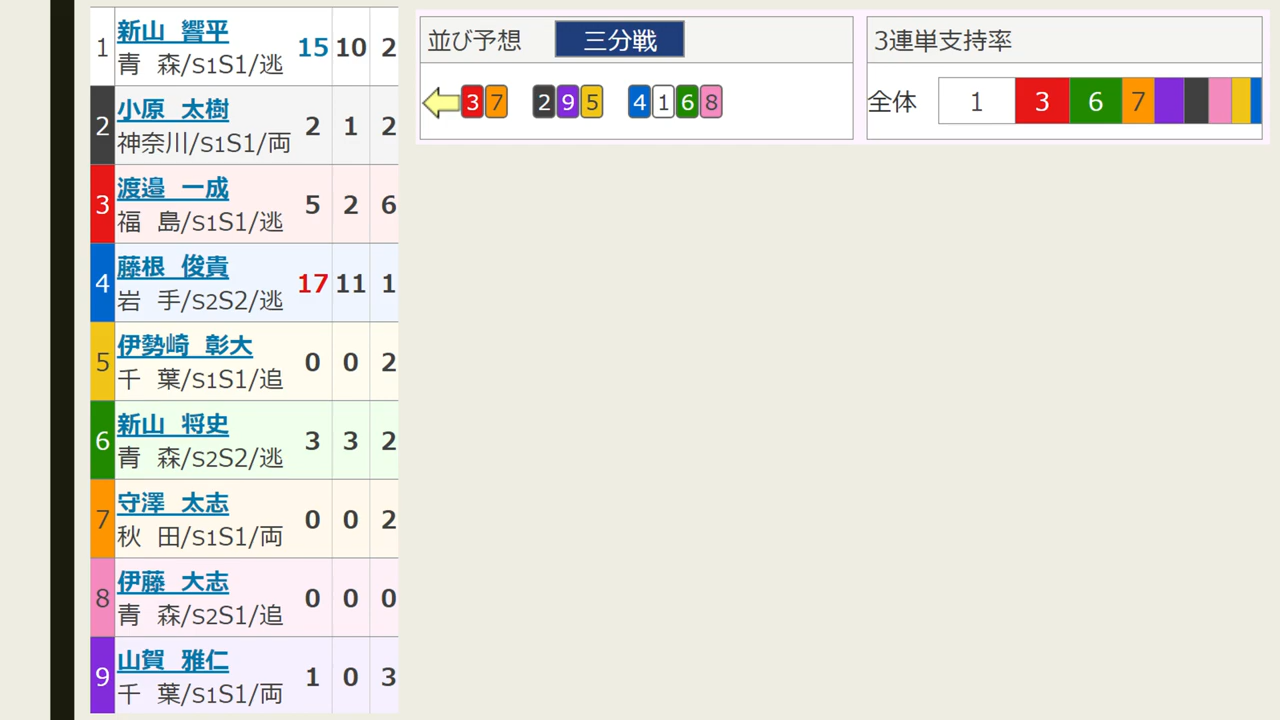 1 新山 響平 15 10 2
青 森/S1S1/逃
2 小原 太樹 2 1 2
神奈川/S1S1/両
3 渡邉 一成 5 2 6
福 島/S1S1/逃
4 藤根 俊貴 17 11 1
岩 手/S2S2/逃
5 伊勢崎 彰大 0 0 2
千 葉/S1S1/追
6 新山 将史 3 3 2
青 森/S2S2/逃
7 守澤 太志 0 0 2
秋 田/S1S1/両
8 伊藤 大志 0 0 0
青 森/S2S1/追
9 山賀 雅仁 1 0 3
千 葉/S1S1/両
並び予想 三分戦
3 7 2 9 5 4 1 6 8
3連単支持率
全体 1 3 6 7